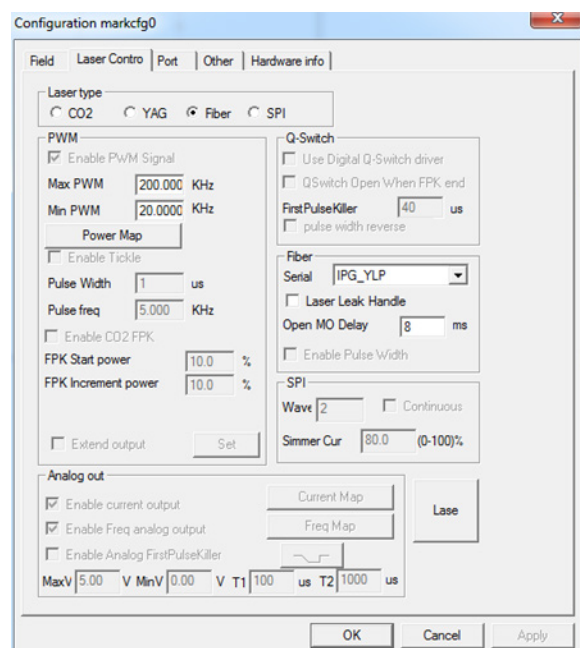 Configuration markcfg0
Field Laser Contro Port Other Hardware info
Laser type
CO2 YAG Fiber SPI
PWM
Enable PWM Signal
Max PWM 200.000 KHz
Min PWM 20.0000 KHz
Power Map
Enable Tickle
Pulse Width 1 us
Pulse freq 5.000 KHz
Enable CO2 FPK
FPK Start power 10.0 %
FPK Increment power 10.0 %
Extend output Set
Q-Switch
Use Digital Q-Switch driver
QSwitch Open When FPK end
FirstPulseKiller 40 us
pulse width reverse
Fiber
Serial IPG_YLP
Laser Leak Handle
Open MO Delay 8 ms
Enable Pulse Width
SPI
Wave 2 Continuous
Simmer Cur 80.0 (0-100)%
Analog out
Enable current output Current Map
Enable Freq analog output Freq Map
Enable Analog FirstPulseKiller
MaxV 5.00 V MinV 0.00 V T1 100 us T2 1000 us
Lase
OK Cancel Apply